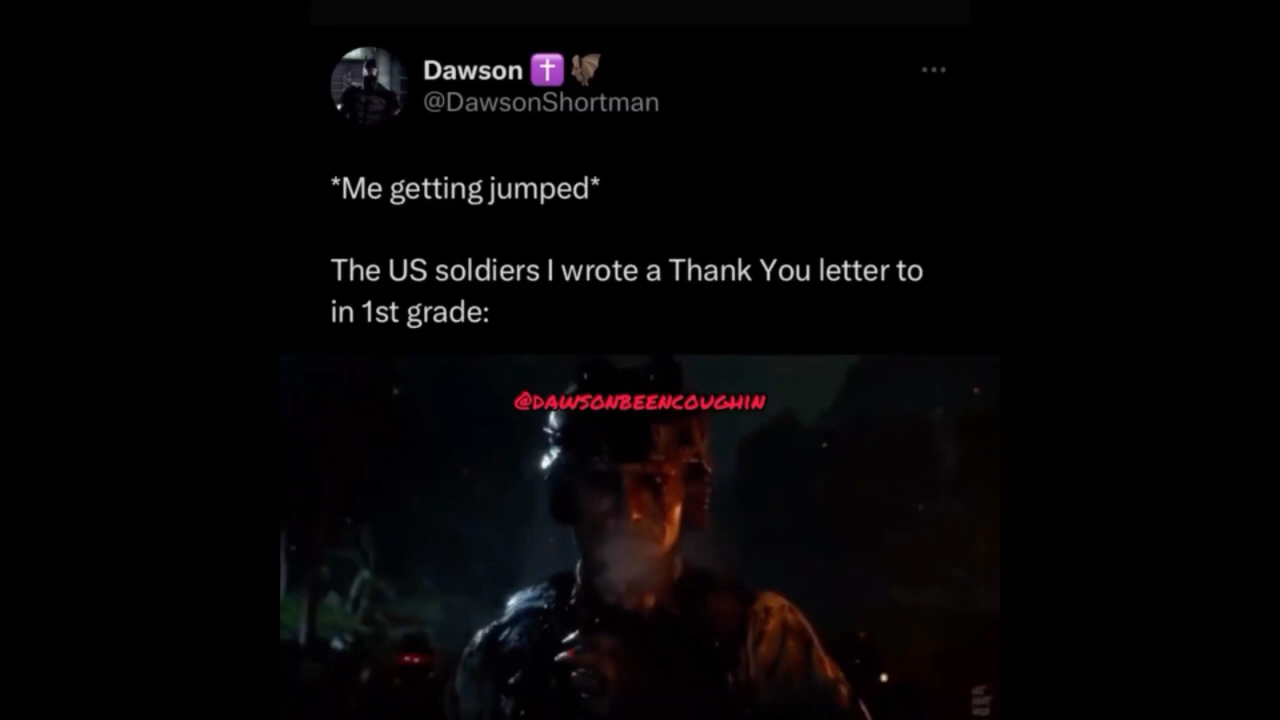 Dawson ✝️🦇
@DawsonShortman
*Me getting jumped*
The US soldiers I wrote a Thank You letter to
in 1st grade:
@DAWSONBEENCOUGHIN